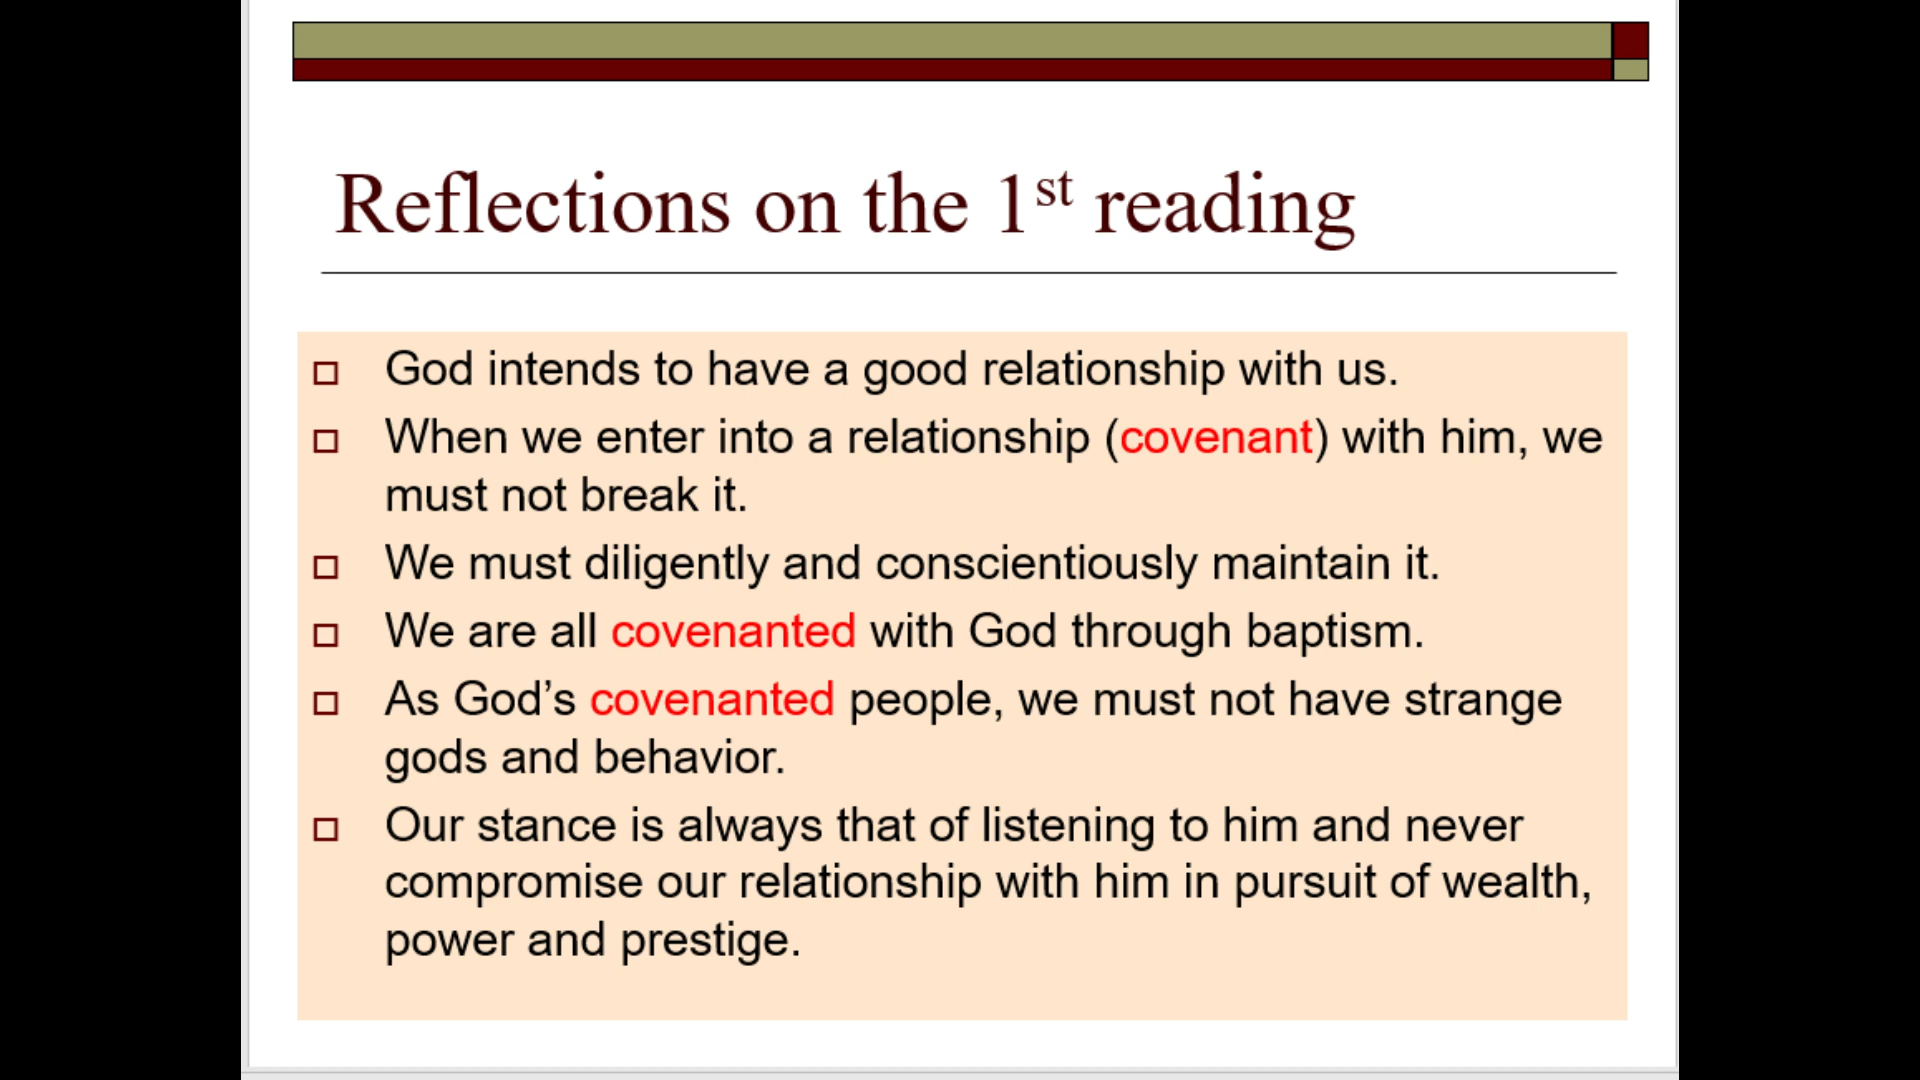 Reflections on the 1st reading
God intends to have a good relationship with us.
When we enter into a relationship (covenant) with him, we
must not break it.
We must diligently and conscientiously maintain it.
We are all covenanted with God through baptism.
As God’s covenanted people, we must not have strange
gods and behavior.
Our stance is always that of listening to him and never
compromise our relationship with him in pursuit of wealth,
power and prestige.